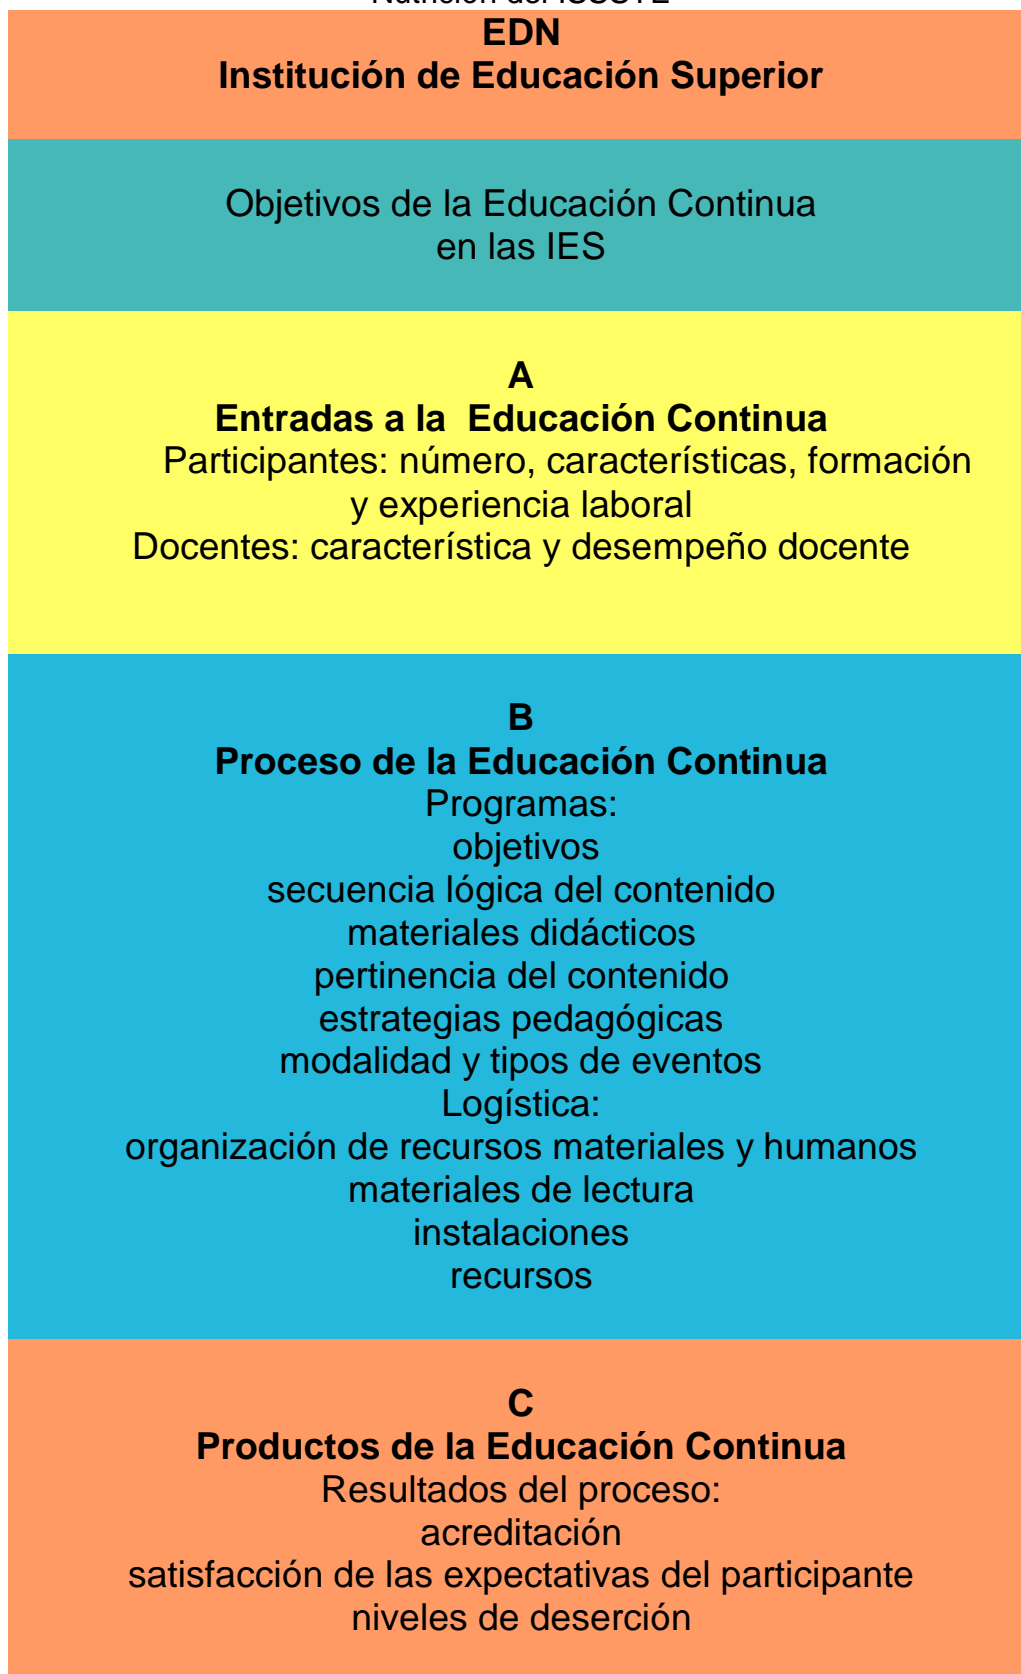 Nutrición del ISSSTE
EDN
Institución de Educación Superior
Objetivos de la Educación Continua
en las IES
A
Entradas a la  Educación Continua
Participantes: número, características, formación
y experiencia laboral
Docentes: característica y desempeño docente
B
Proceso de la Educación Continua
Programas:
objetivos
secuencia lógica del contenido
materiales didácticos
pertinencia del contenido
estrategias pedagógicas
modalidad y tipos de eventos
Logística:
organización de recursos materiales y humanos
materiales de lectura
instalaciones
recursos
C
Productos de la Educación Continua
Resultados del proceso:
acreditación
satisfacción de las expectativas del participante
niveles de deserción